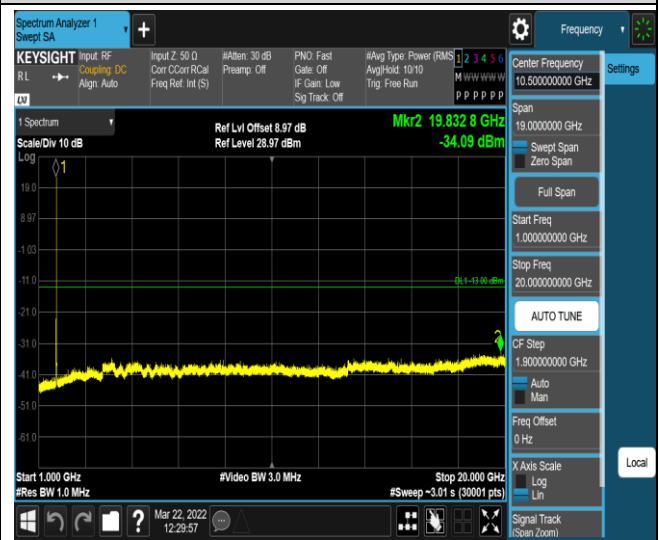 Spectrum Analyzer 1
Swept SA
+
Frequency
KEYSIGHT
RL
LXI
Input: RF
Coupling: DC
Align: Auto
Input Z: 50 Ω
Corr CCorr RCal
Freq Ref: Int (S)
#Atten: 30 dB
Preamp: Off
PNO: Fast
Gate: Off
IF Gain: Low
Sig Track: Off
#Avg Type: Power (RMS
Avg|Hold: 10/10
Trig: Free Run
1 2 3 4 5 6
M W W W W W
P P P P P P
Center Frequency
10.500000000 GHz
Settings
Span
19.0000000 GHz
Swept Span
Zero Span
Full Span
Start Freq
1.000000000 GHz
Stop Freq
20.000000000 GHz
AUTO TUNE
CF Step
1.900000000 GHz
Auto
Man
Freq Offset
0 Hz
X Axis Scale
Log
Lin
Local
Signal Track
(Span Zoom)
1 Spectrum
Scale/Div 10 dB
Log
Ref Lvl Offset 8.97 dB
Ref Level 28.97 dBm
Mkr2 19.832 8 GHz
-34.09 dBm
1
19.0
8.97
-1.03
-11.0
DL1 -13.00 dBm
-21.0
-31.0
2
-41.0
-51.0
-61.0
Start 1.000 GHz
#Video BW 3.0 MHz
Stop 20.000 GHz
#Res BW 1.0 MHz
#Sweep ~3.01 s (30001 pts)
?
Mar 22, 2022
12:29:57